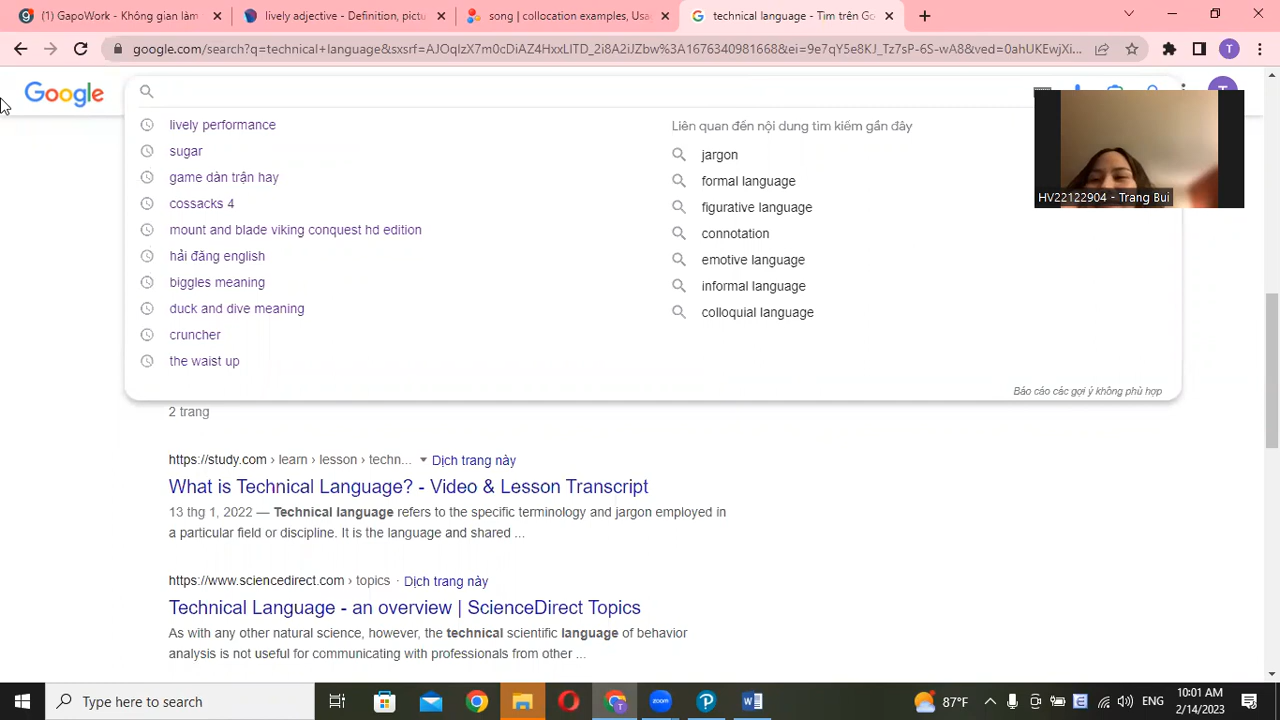 (1) GapoWork - Không gian làm
lively adjective - Definition, pictu
song | collocation examples, Usa
technical language - Tìm trên Go
google.com/search?q=technical+language&sxsrf=AJOqlzX7m0cDiAZ4HxxLITD_2i8A2iJZbw%3A1676340986668&ei=9e7qY5e8KJ_Tz7sP-6S-wA8&ved=0ahUKEwjXi...
T
Google
T
lively performance
sugar
game dàn trận hay
cossacks 4
mount and blade viking conquest hd edition
hải đăng english
biggles meaning
duck and dive meaning
cruncher
the waist up
Liên quan đến nội dung tìm kiếm gần đây
jargon
formal language
figurative language
connotation
emotive language
informal language
colloquial language
Báo cáo các gợi ý không phù hợp
HV22122904 - Trang Bui
2 trang
https://study.com › learn › lesson › techn... Dịch trang này
What is Technical Language? - Video & Lesson Transcript
13 thg 1, 2022 — Technical language refers to the specific terminology and jargon employed in
a particular field or discipline. It is the language and shared ...
https://www.sciencedirect.com › topics · Dịch trang này
Technical Language - an overview | ScienceDirect Topics
As with any other natural science, however, the technical scientific language of behavior
analysis is not useful for communicating with professionals from other ...
Type here to search
zoom
87°F
ENG
10:01 AM
2/14/2023